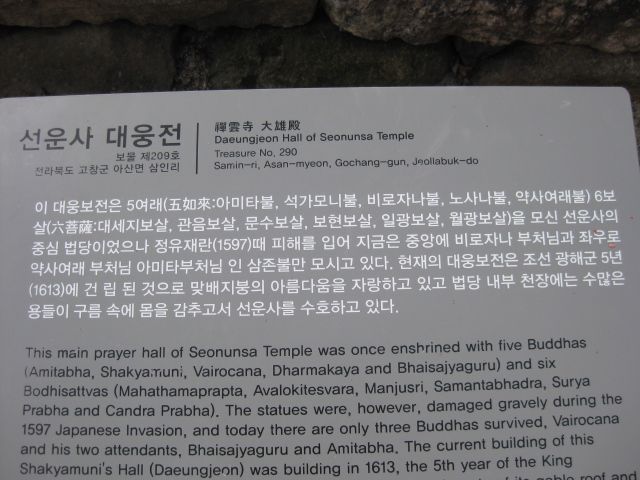 선운사 대웅전
보물 제209호
전라북도 고창군 아산면 삼인리
禪雲寺 大雄殿
Daeungjeon Hall of Seonunsa Temple
Treasure No, 290
Samin-ri, Asan-myeon, Gochang-gun, Jeollabuk-do
이 대웅보전은 5여래(五如來:아미타불, 석가모니불, 비로자나불, 노사나불, 약사여래불) 6보
살(六菩薩:대세지보살, 관음보살, 문수보살, 보현보살, 일광보살, 월광보살)을 모신 선운사의
중심 법당이었으나 정유재란(1597)때 피해를 입어 지금은 중앙에 비로자나 부처님과 좌우로
약사여래 부처님 아미타부처님 인 삼존불만 모시고 있다. 현재의 대웅보전은 조선 광해군 5년
(1613)에 건 립 된 것으로 맞배지붕의 아름다움을 자랑하고 있고 법당 내부 천장에는 수많은
용들이 구름 속에 몸을 감추고서 선운사를 수호하고 있다.
This main prayer hall of Seonunsa Temple was once enshrined with five Buddhas
(Amitabha, Shakyamuni, Vairocana, Dharmakaya and Bhaisajyaguru) and six
Bodhisattvas (Mahathamaprapta, Avalokitesvara, Manjusri, Samantabhadra, Surya
Prabha and Candra Prabha). The statues were, however, damaged gravely during the
1597 Japanese Invasion, and today there are only three Buddhas survived, Vairocana
and his two attendants, Bhaisajyaguru and Amitabha. The current building of this
Shakyamuni's Hall (Daeungjeon) was building in 1613, the 5th year of the King
gable roof and